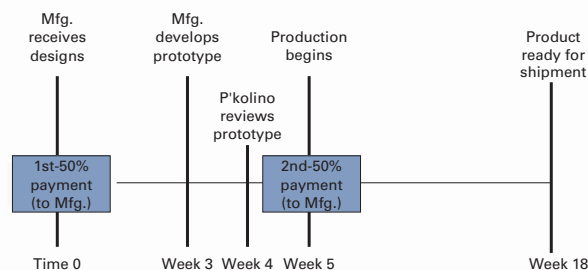 Mfg.
receives
designs
Mfg.
develops
prototype
P'kolino
reviews
prototype
Production
begins
Product
ready for
shipment
1st-50%
payment
(to Mfg.)
2nd-50%
payment
(to Mfg.)
Time 0
Week 3
Week 4
Week 5
Week 18